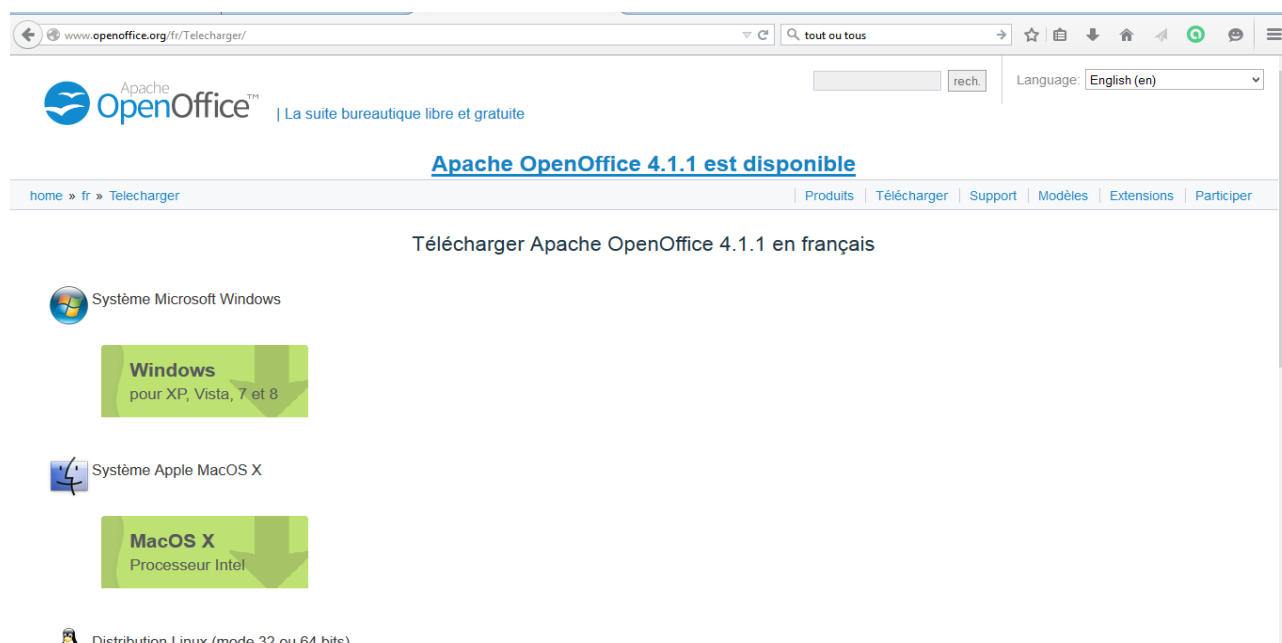 www.openoffice.org/fr/Telecharger/
tout ou tous
rech.
Language: English (en)
Apache
OpenOffice™
| La suite bureautique libre et gratuite
Apache OpenOffice 4.1.1 est disponible
home » fr » Telecharger
Produits | Télécharger | Support | Modèles | Extensions | Participer
Télécharger Apache OpenOffice 4.1.1 en français
Système Microsoft Windows
Windows
pour XP, Vista, 7 et 8
Système Apple MacOS X
MacOS X
Processeur Intel
Distribution Linux (mode 32 ou 64 bits)